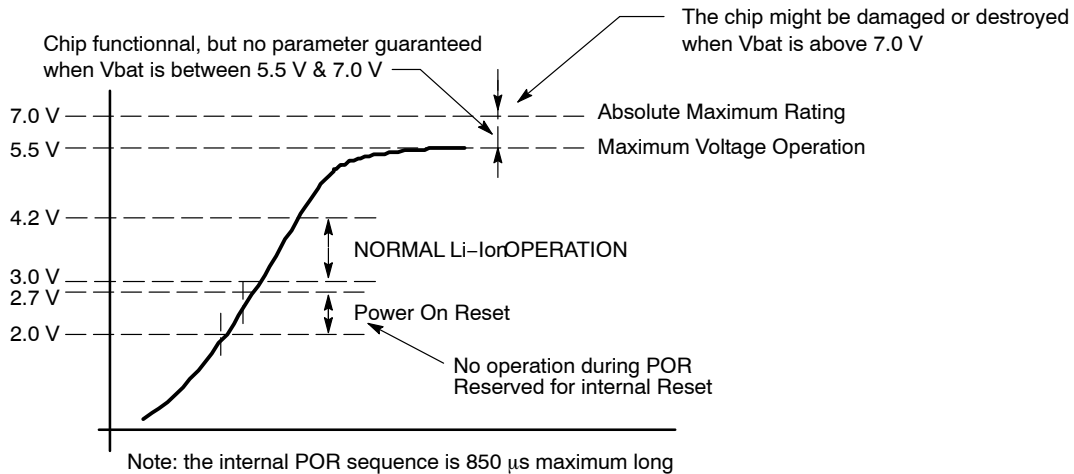 The chip might be damaged or destroyed
when Vbat is above 7.0 V
Chip functionnal, but no parameter guaranteed
when Vbat is between 5.5 V & 7.0 V
7.0 V
Absolute Maximum Rating
5.5 V
Maximum Voltage Operation
4.2 V
NORMAL Li–IonOPERATION
3.0 V
2.7 V
Power On Reset
2.0 V
No operation during POR
Reserved for internal Reset
Note: the internal POR sequence is 850 μs maximum long